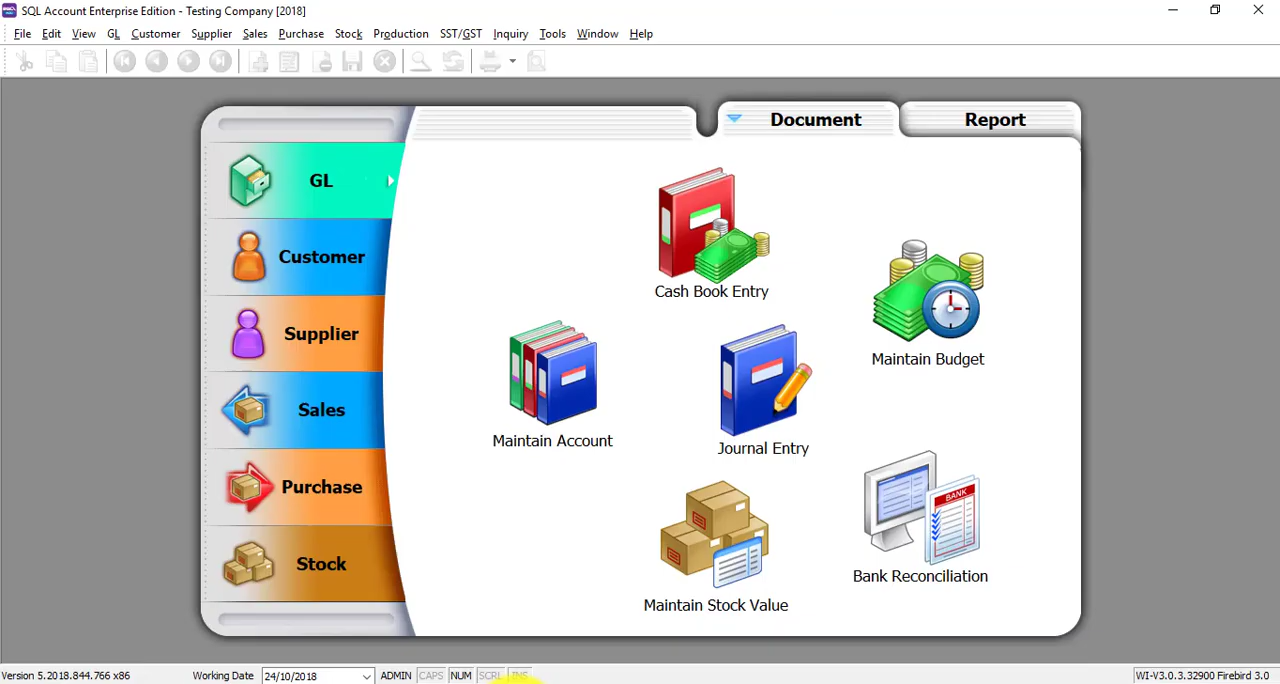 SQL Account Enterprise Edition - Testing Company [2018]
File Edit View GL Customer Supplier Sales Purchase Stock Production SST/GST Inquiry Tools Window Help
Document
Report
GL
Customer
Supplier
Sales
Purchase
Stock
Cash Book Entry
Maintain Budget
Maintain Account
Journal Entry
BANK
Bank Reconciliation
Maintain Stock Value
Version 5.2018.844.766 x86 Working Date 24/10/2018 ADMIN CAPS NUM SCRL INS WI-V3.0.3.32900 Firebird 3.0